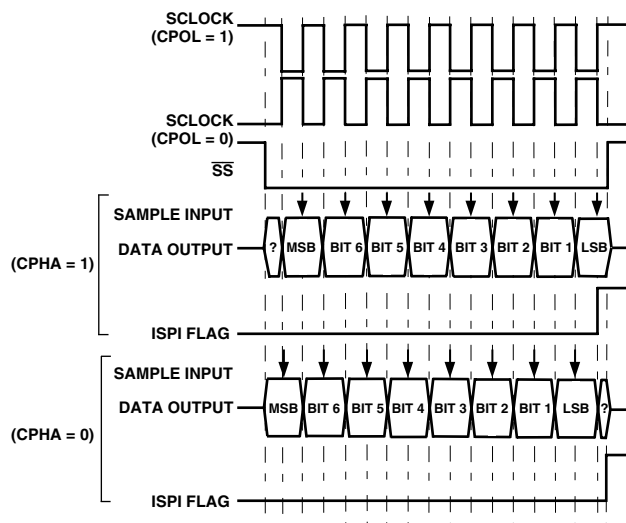 SCLOCK
(CPOL = 1)
SCLOCK
(CPOL = 0)
SS
(CPHA = 1)
SAMPLE INPUT
DATA OUTPUT
? MSB BIT 6 BIT 5 BIT 4 BIT 3 BIT 2 BIT 1 LSB
ISPI FLAG
(CPHA = 0)
SAMPLE INPUT
DATA OUTPUT
MSB BIT 6 BIT 5 BIT 4 BIT 3 BIT 2 BIT 1 LSB ?
ISPI FLAG